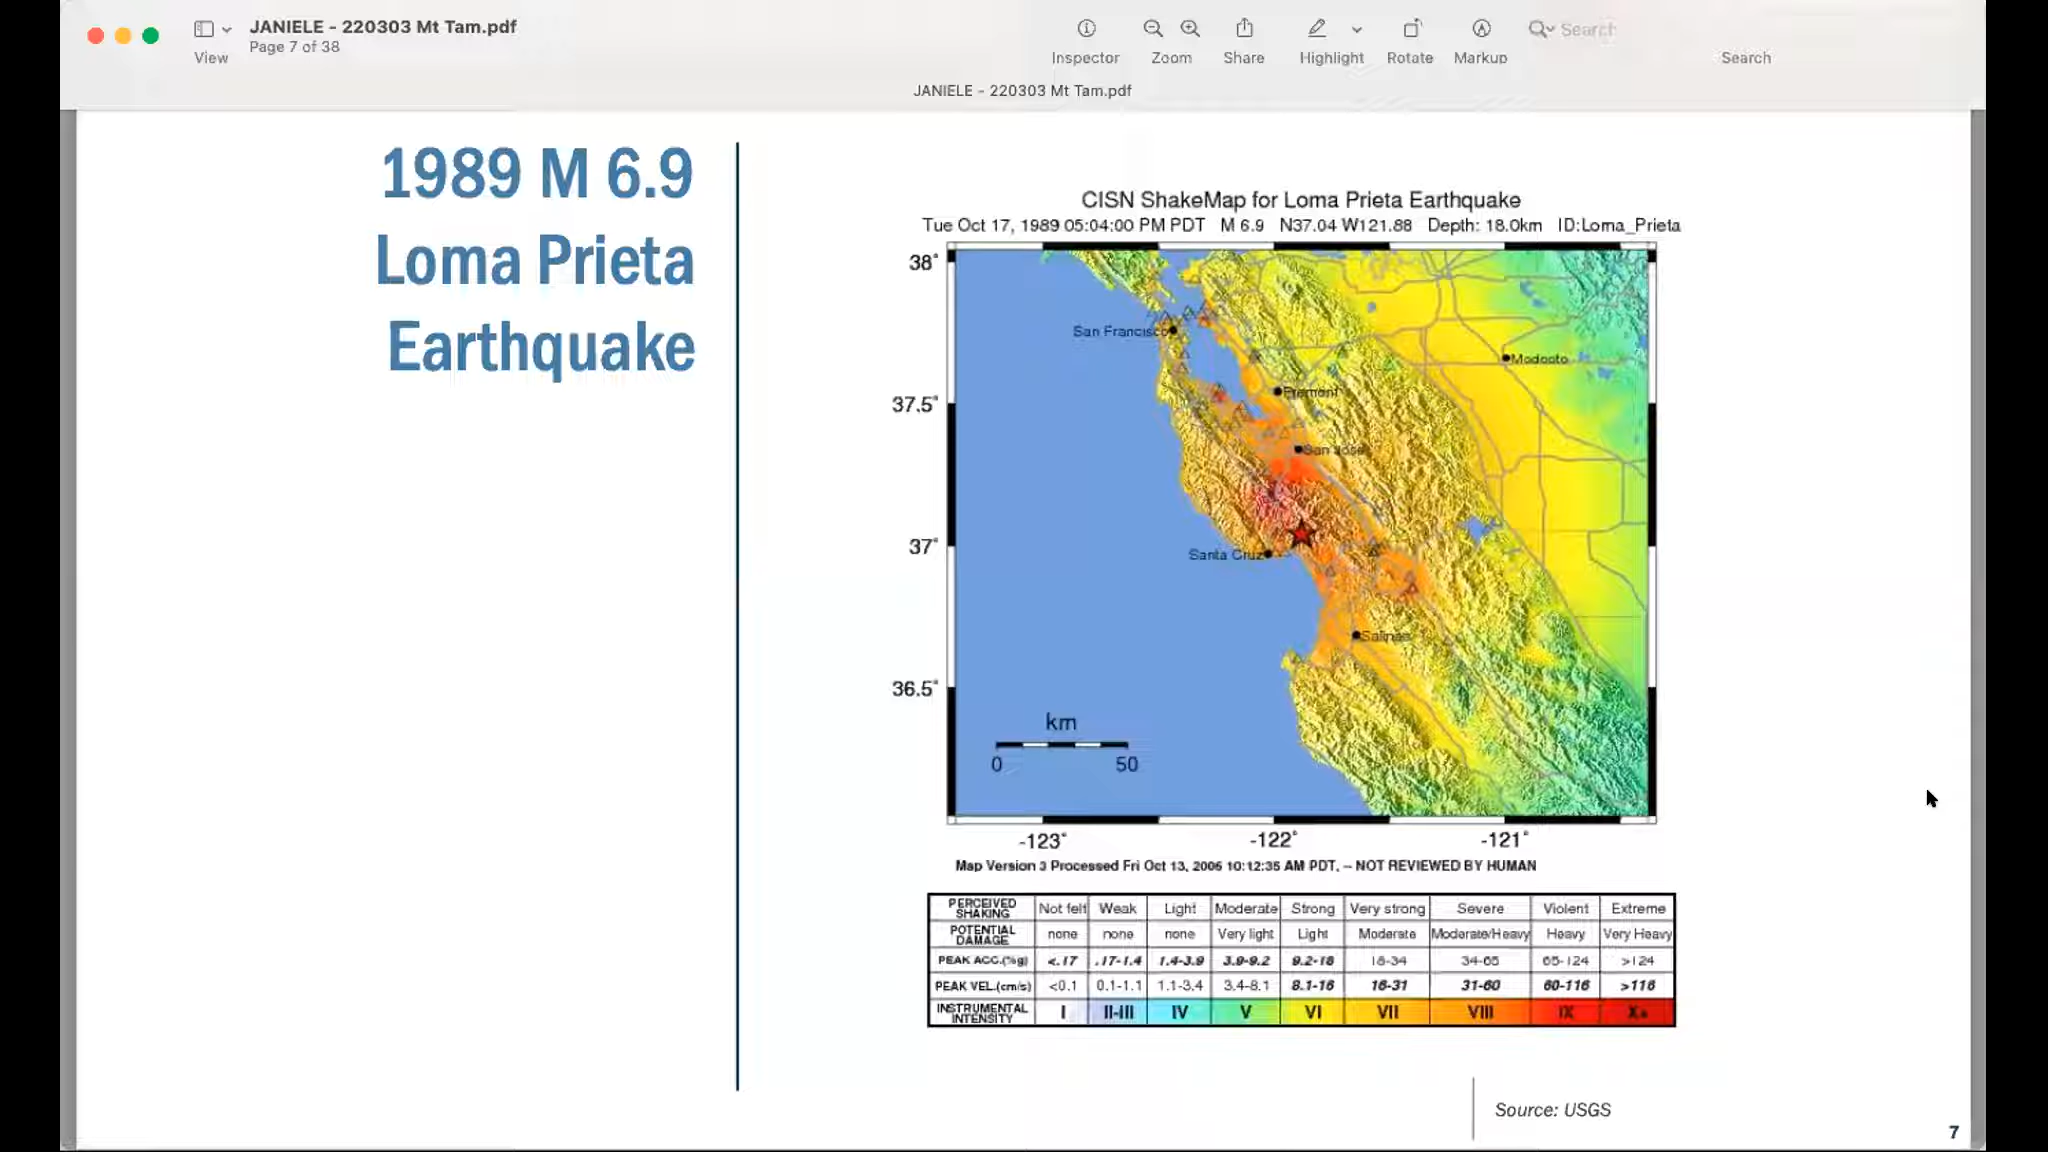 JANIELE - 220303 Mt Tam.pdf
Page 7 of 38
View
Inspector
Zoom
Share
Highlight
Rotate
Markup
Search
Search
JANIELE - 220303 Mt Tam.pdf
1989 M 6.9
Loma Prieta
Earthquake
CISN ShakeMap for Loma Prieta Earthquake
Tue Oct 17, 1989 05:04:00 PM PDT M 6.9 N37.04 W121.88 Depth: 18.0km ID:Loma_Prieta
38°
San Francisco
Modesto
Fremont
37.5°
San Jose
37°
Santa Cruz
Salinas
36.5°
km
0 50
-123° -122° -121°
Map Version 3 Processed Fri Oct 13, 2006 10:12:35 AM PDT, -- NOT REVIEWED BY HUMAN
PERCEIVED SHAKING Not felt Weak Light Moderate Strong Very strong Severe Violent Extreme
POTENTIAL DAMAGE none none none Very light Light Moderate Moderate/Heavy Heavy Very Heavy
PEAK ACC.(%g) <.17 .17-1.4 1.4-3.9 3.9-9.2 9.2-18 18-34 34-65 65-124 >124
PEAK VEL.(cm/s) <0.1 0.1-1.1 1.1-3.4 3.4-8.1 8.1-16 16-31 31-60 60-116 >116
INSTRUMENTAL INTENSITY I II-III IV V VI VII VIII IX X+
Source: USGS
7